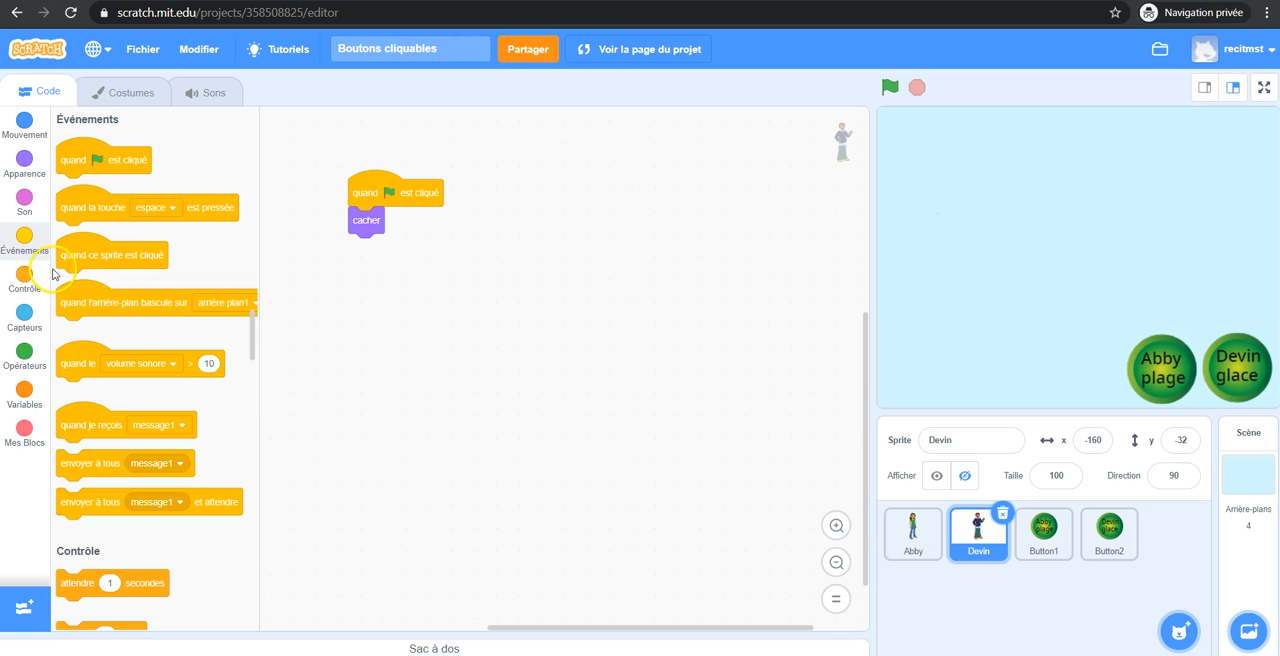 scratch.mit.edu/projects/358508825/editor
Navigation privée
SCRATCH
Fichier
Modifier
Tutoriels
Boutons cliquables
Partager
Voir la page du projet
recitmst
Code
Costumes
Sons
Mouvement
Apparence
Son
Événements
Contrôle
Capteurs
Opérateurs
Variables
Mes Blocs
Événements
quand est cliqué
quand la touche espace est pressée
quand ce sprite est cliqué
quand l'arrière-plan bascule sur arrière plan1
quand le volume sonore > 10
quand je reçois message1
envoyer à tous message1
envoyer à tous message1 et attendre
Contrôle
attendre 1 secondes
quand est cliqué
cacher
Abby
plage
Devin
glace
Sprite Devin x -160 y -32
Afficher Taille 100 Direction 90
Abby
Devin
Abby
plage
Button1
Devin
glace
Button2
Scène
Arrière-plans
4
Sac à dos